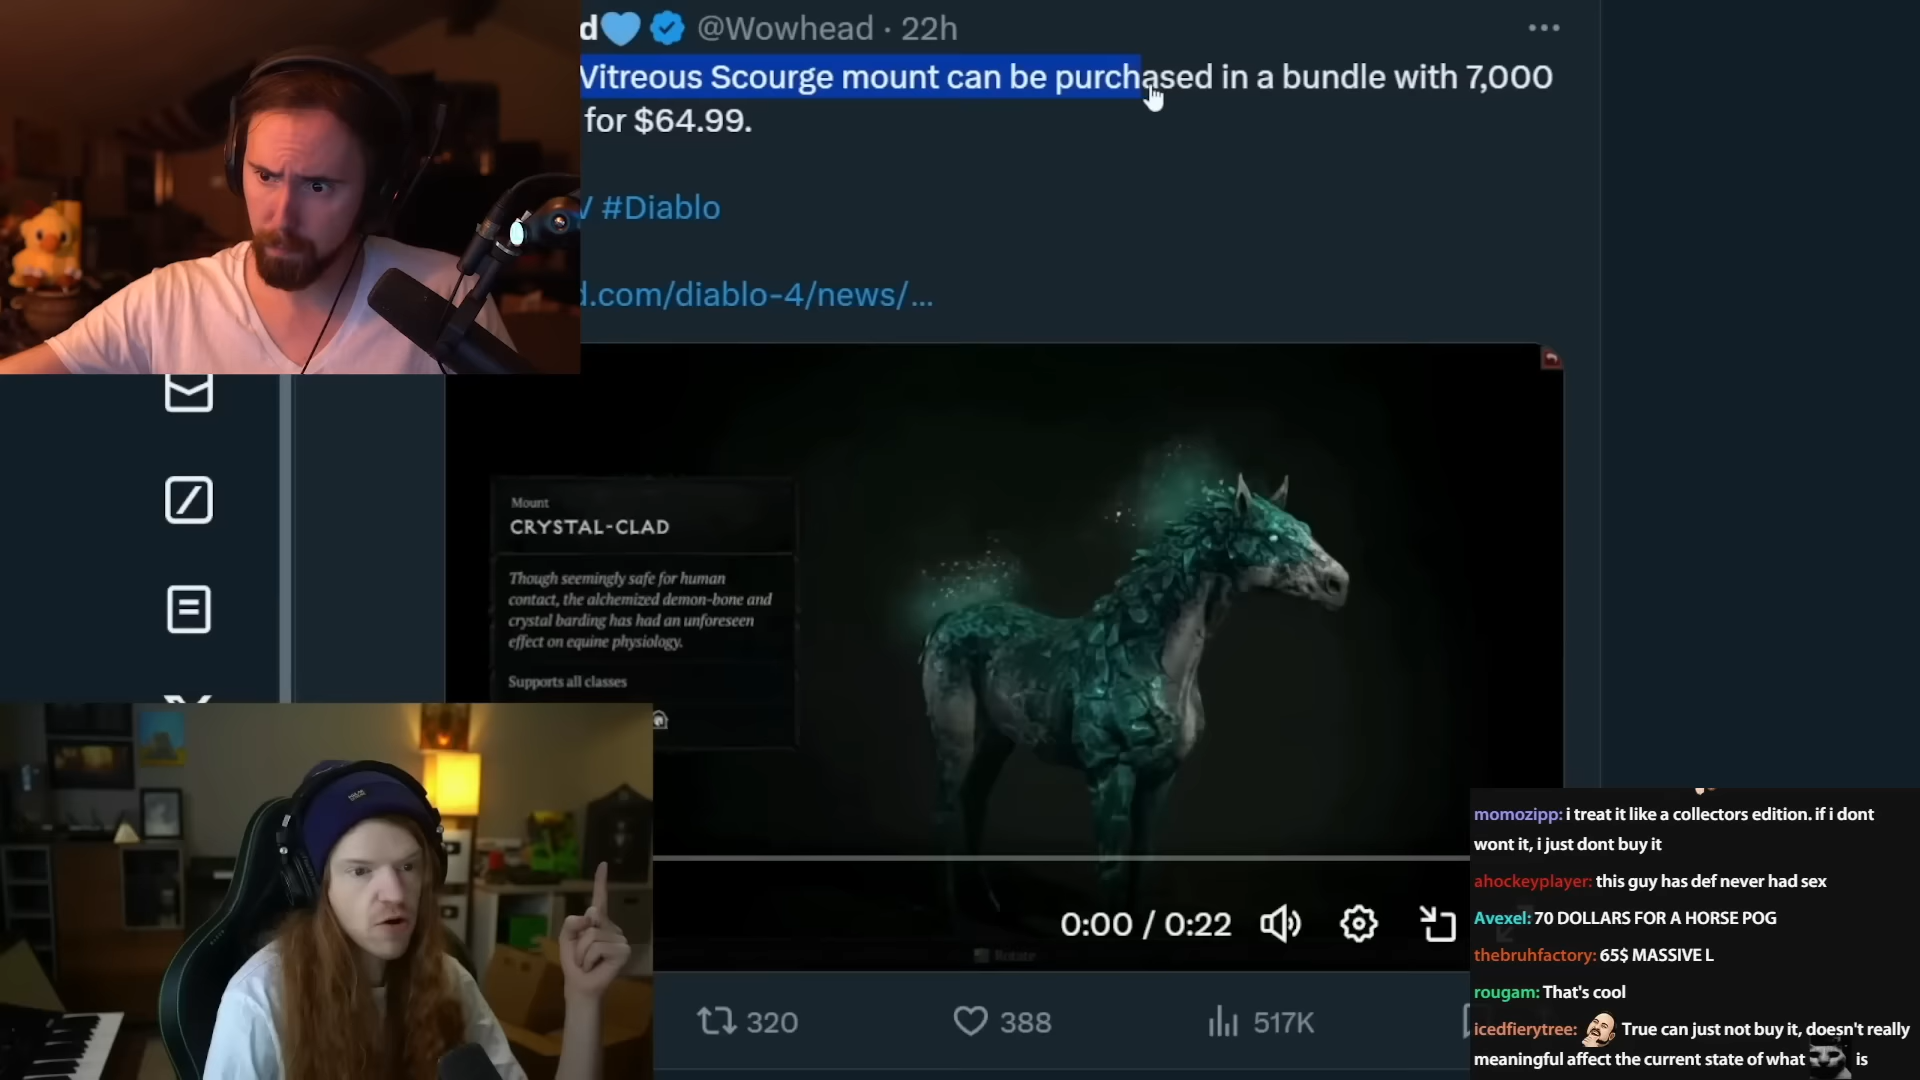 d @Wowhead · 22h
Vitreous Scourge mount can be purchased in a bundle with 7,000
for $64.99.
V #Diablo
d.com/diablo-4/news/...
Mount
CRYSTAL-CLAD
Though seemingly safe for human
contact, the alchemized demon-bone and
crystal barding has had an unforeseen
effect on equine physiology.
Supports all classes
0:00 / 0:22
Rotate
320 388 517K
momozipp: i treat it like a collectors edition. if i dont
wont it, i just dont buy it
ahockeyplayer: this guy has def never had sex
Avexel: 70 DOLLARS FOR A HORSE POG
thebruhfactory: 65$ MASSIVE L
rougam: That's cool
icedfierytree: True can just not buy it, doesn't really
meaningful affect the current state of what is